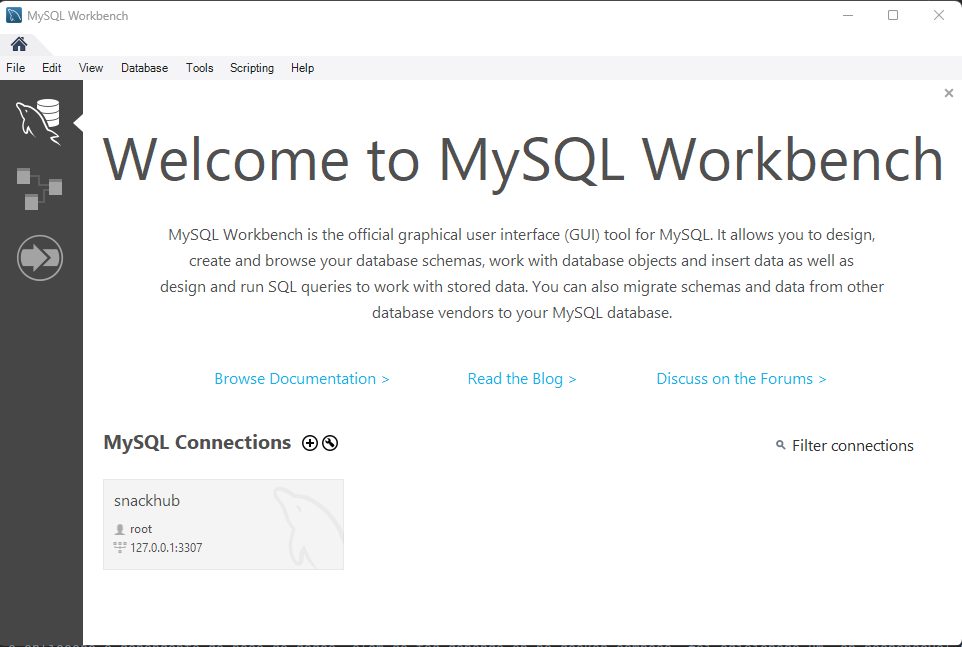 MySQL Workbench
File Edit View Database Tools Scripting Help
Welcome to MySQL Workbench
MySQL Workbench is the official graphical user interface (GUI) tool for MySQL. It allows you to design,
create and browse your database schemas, work with database objects and insert data as well as
design and run SQL queries to work with stored data. You can also migrate schemas and data from other
database vendors to your MySQL database.
Browse Documentation > Read the Blog > Discuss on the Forums >
MySQL Connections Filter connections
snackhub
root
127.0.0.1:3307